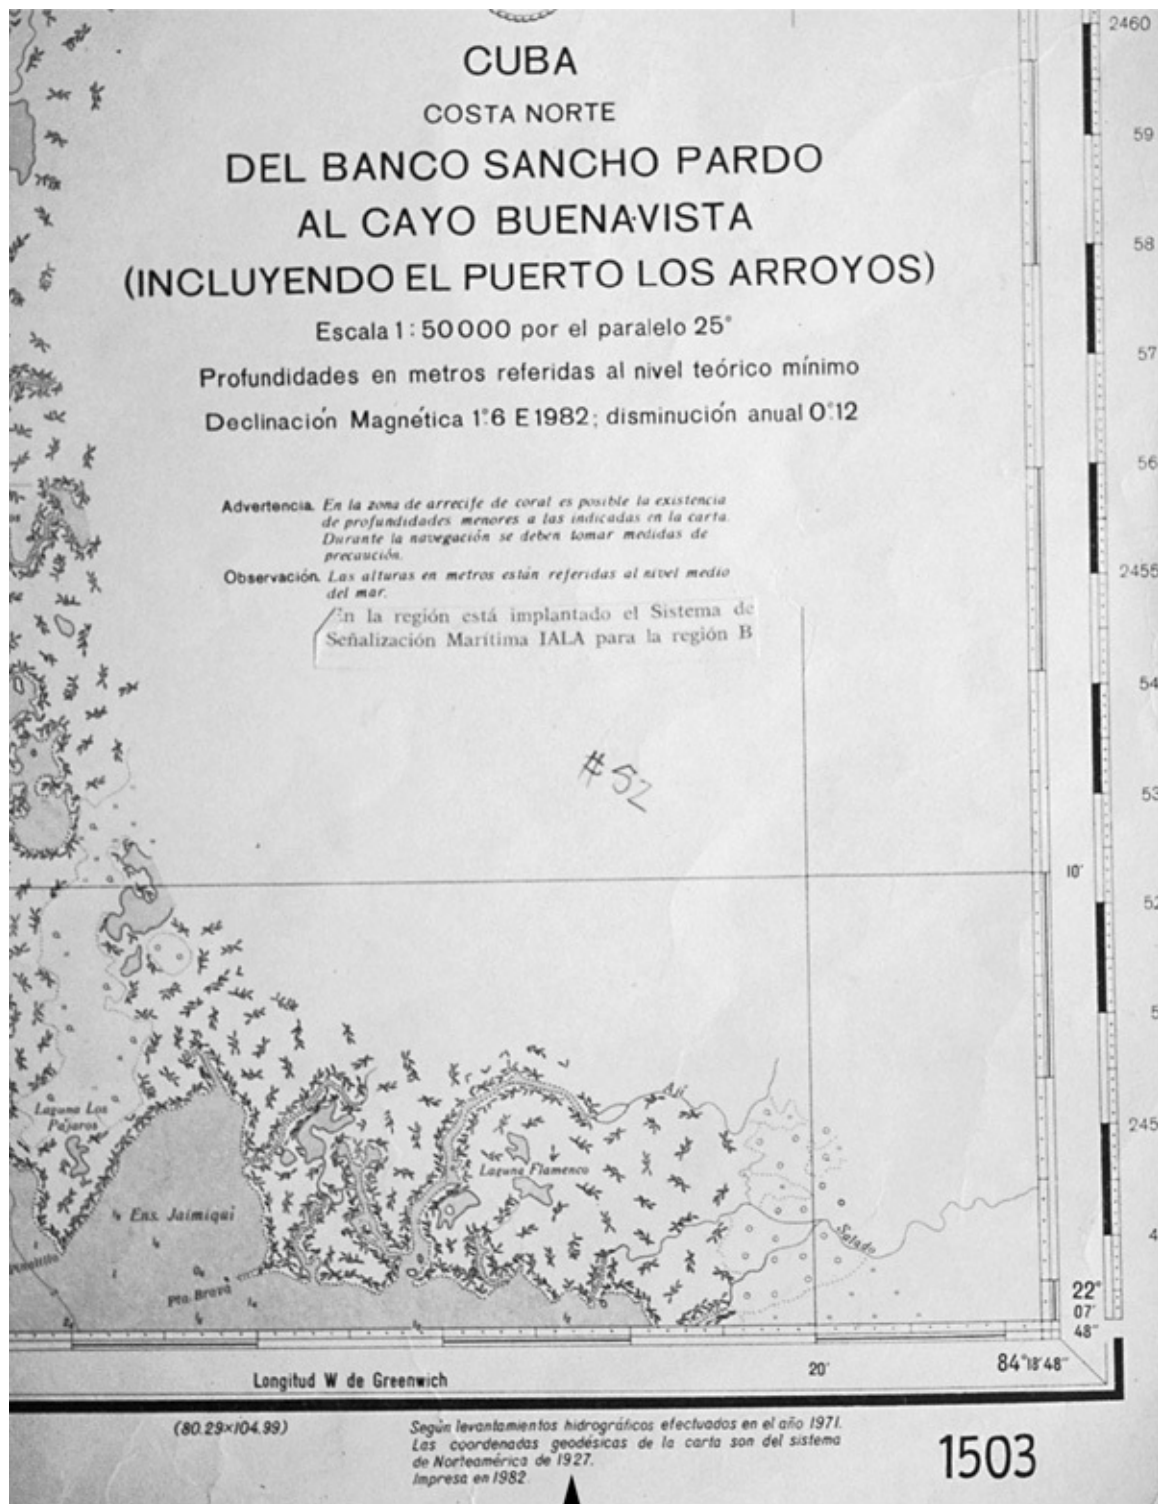 CUBA
COSTA NORTE
DEL BANCO SANCHO PARDO
AL CAYO BUENAVISTA
(INCLUYENDO EL PUERTO LOS ARROYOS)
Escala 1:50000 por el paralelo 25°
Profundidades en metros referidas al nivel teórico mínimo
Declinación Magnética 1°.6 E 1982; disminución anual 0°.12
Advertencia. En la zona de arrecife de coral es posible la existencia
de profundidades menores a las indicadas en la carta.
Durante la navegación se deben tomar medidas de
precaución.
Observación. Las alturas en metros están referidas al nivel medio
del mar.
En la región está implantado el Sistema de
Señalización Marítima IALA para la región B
#52
2460
59
58
57
56
2455
54
53
52
10'
245
Laguna Los
Pájaros
Ens. Jaimiqui
Pta. Brava
Laguna Flamenco
Salado
22°
07'
48"
20'
84°18'48"
Longitud W de Greenwich
(80.29×104.99)
Según levantamientos hidrográficos efectuados en el año 1971.
Las coordenadas geodésicas de la carta son del sistema
de Norteamérica de 1927.
Impresa en 1982
1503